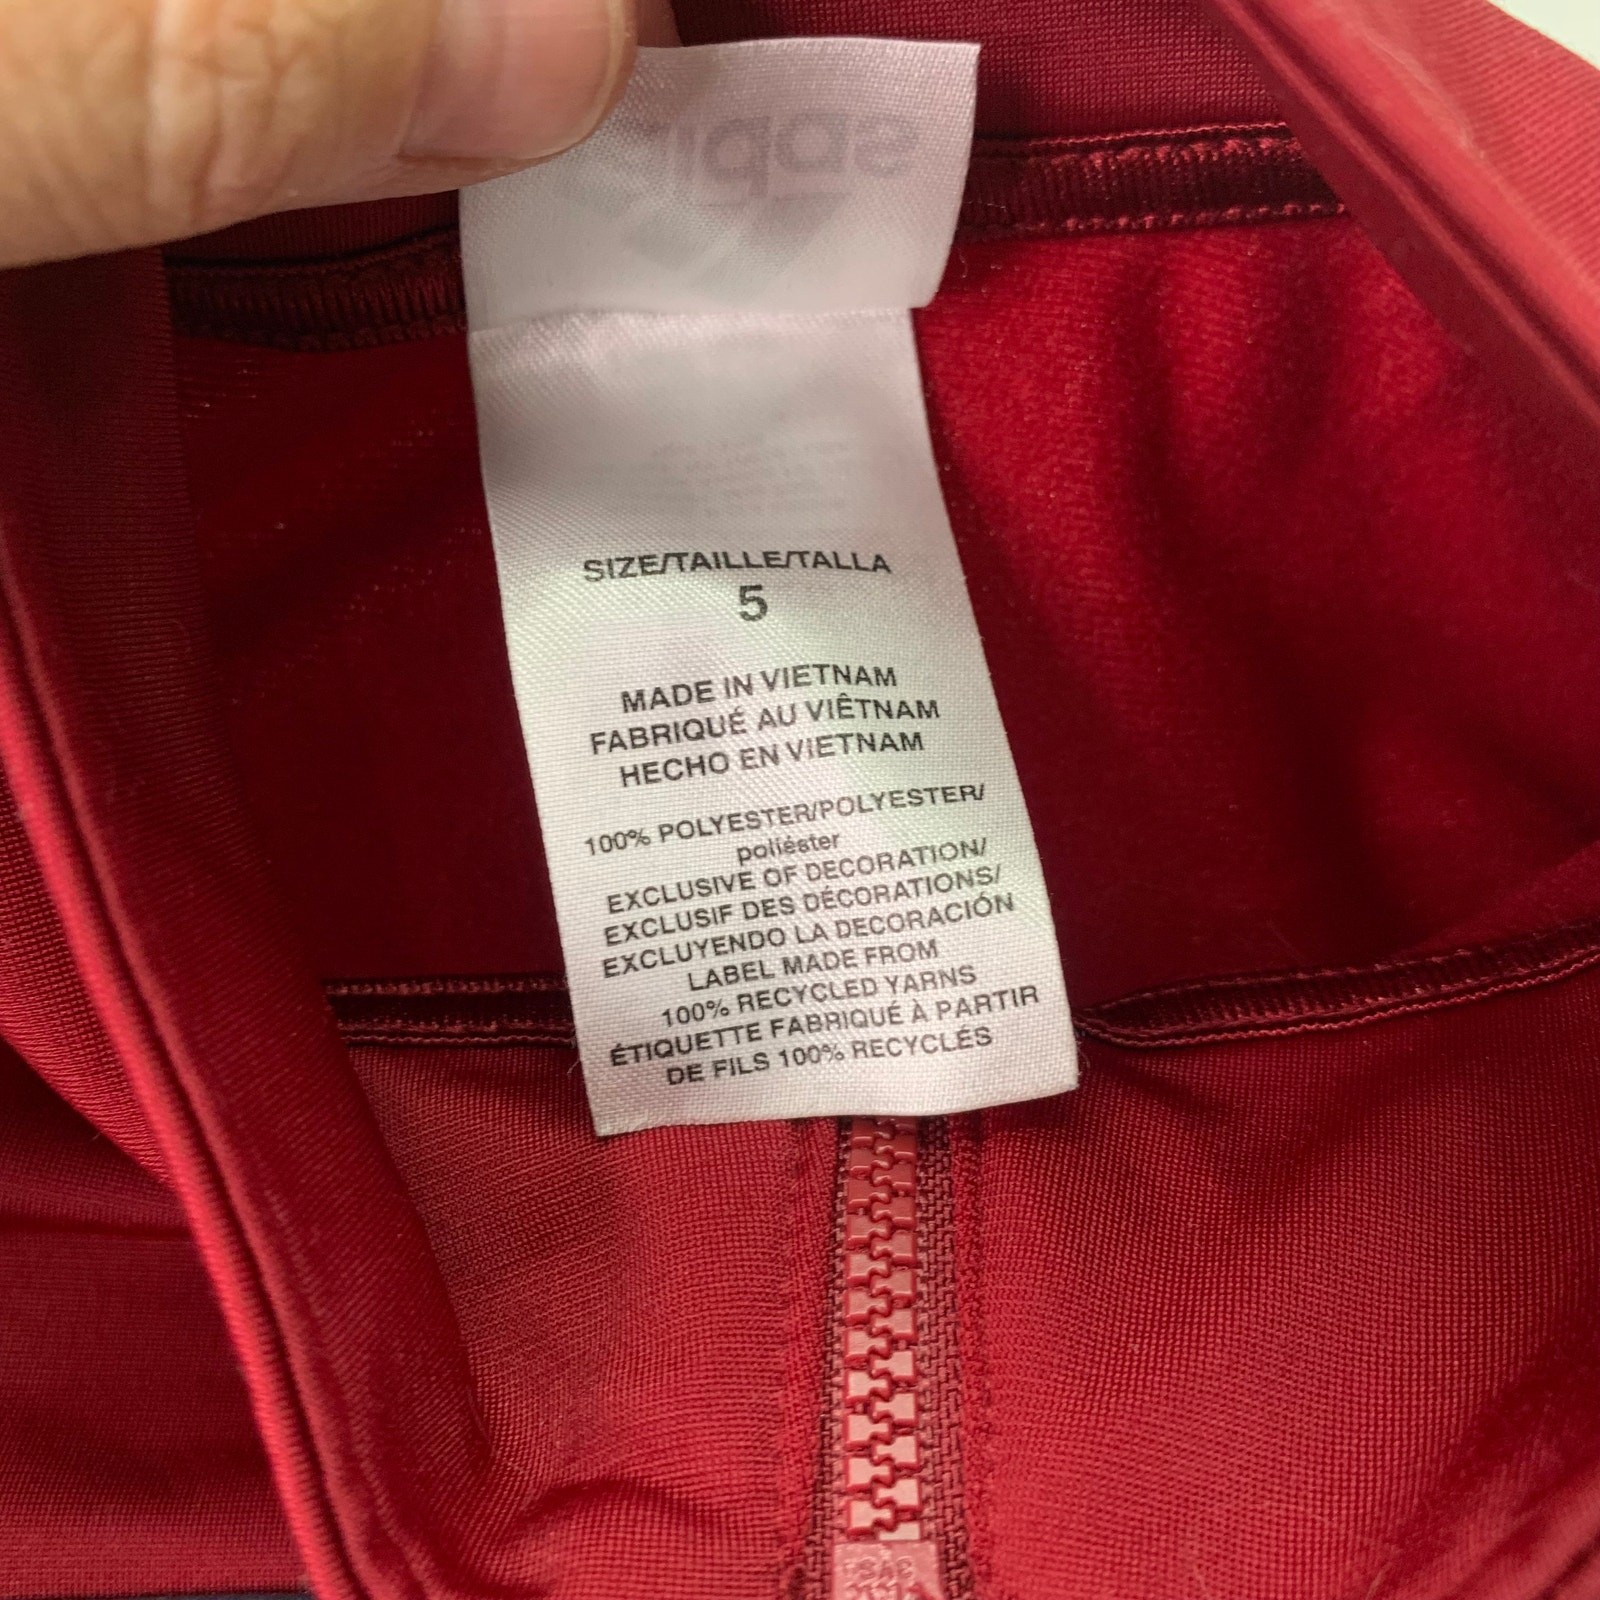 adidas
SIZE/TAILLE/TALLA
5
MADE IN VIETNAM
FABRIQUÉ AU VIÊTNAM
HECHO EN VIETNAM
100% POLYESTER/POLYESTER/
poliéster
EXCLUSIVE OF DECORATION/
EXCLUSIF DES DÉCORATIONS/
EXCLUYENDO LA DECORACIÓN
LABEL MADE FROM
100% RECYCLED YARNS
ÉTIQUETTE FABRIQUÉ À PARTIR
DE FILS 100% RECYCLÉS